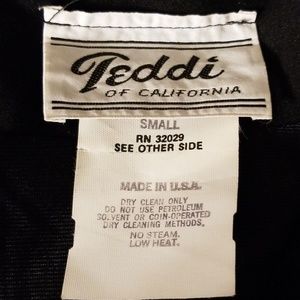 Teddi
OF CALIFORNIA
SMALL
RN 32029
SEE OTHER SIDE
MADE IN U.S.A.
DRY CLEAN ONLY
DO NOT USE PETROLEUM
SOLVENT OR COIN-OPERATED
DRY CLEANING METHODS.
NO STEAM.
LOW HEAT.